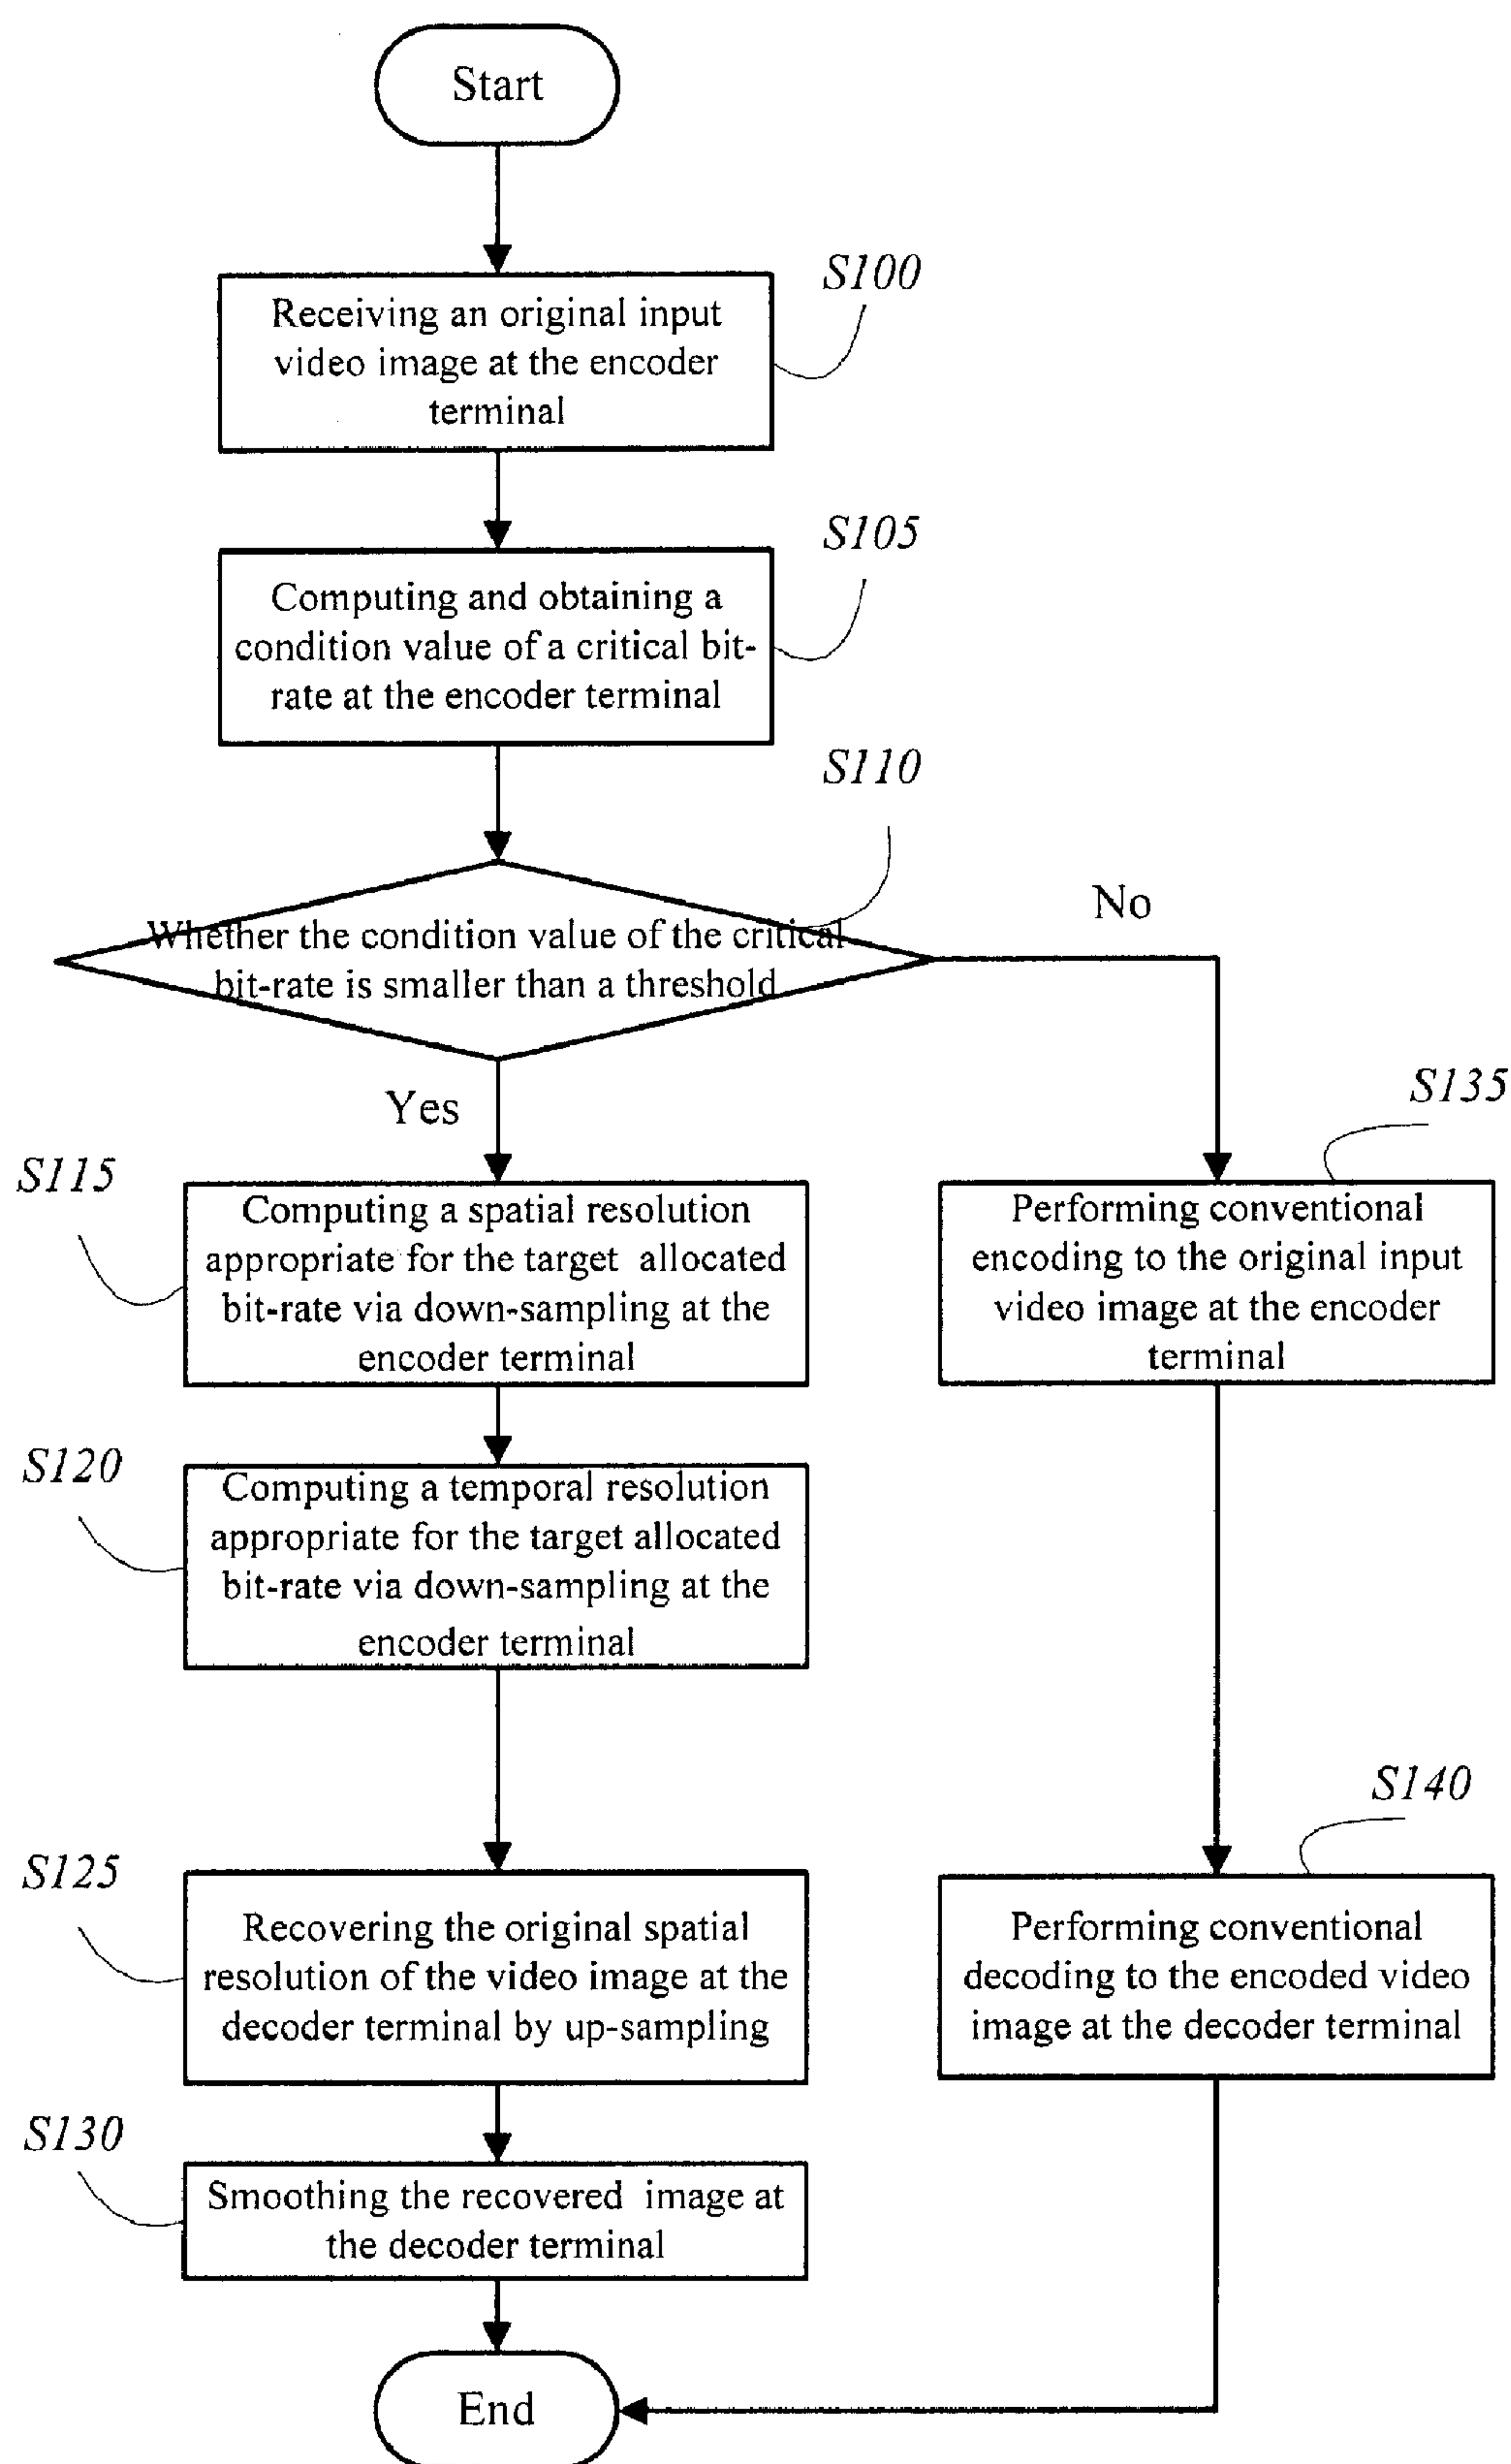 Start
S100
Receiving an original input
video image at the encoder
terminal
S105
Computing and obtaining a
condition value of a critical bit-
rate at the encoder terminal
S110
Whether the condition value of the critical
bit-rate is smaller than a threshold
No
Yes
S115
Computing a spatial resolution
appropriate for the target allocated
bit-rate via down-sampling at the
encoder terminal
S135
Performing conventional
encoding to the original input
video image at the encoder
terminal
S120
Computing a temporal resolution
appropriate for the target allocated
bit-rate via down-sampling at the
encoder terminal
S125
Recovering the original spatial
resolution of the video image at the
decoder terminal by up-sampling
S140
Performing conventional
decoding to the encoded video
image at the decoder terminal
S130
Smoothing the recovered image at
the decoder terminal
End